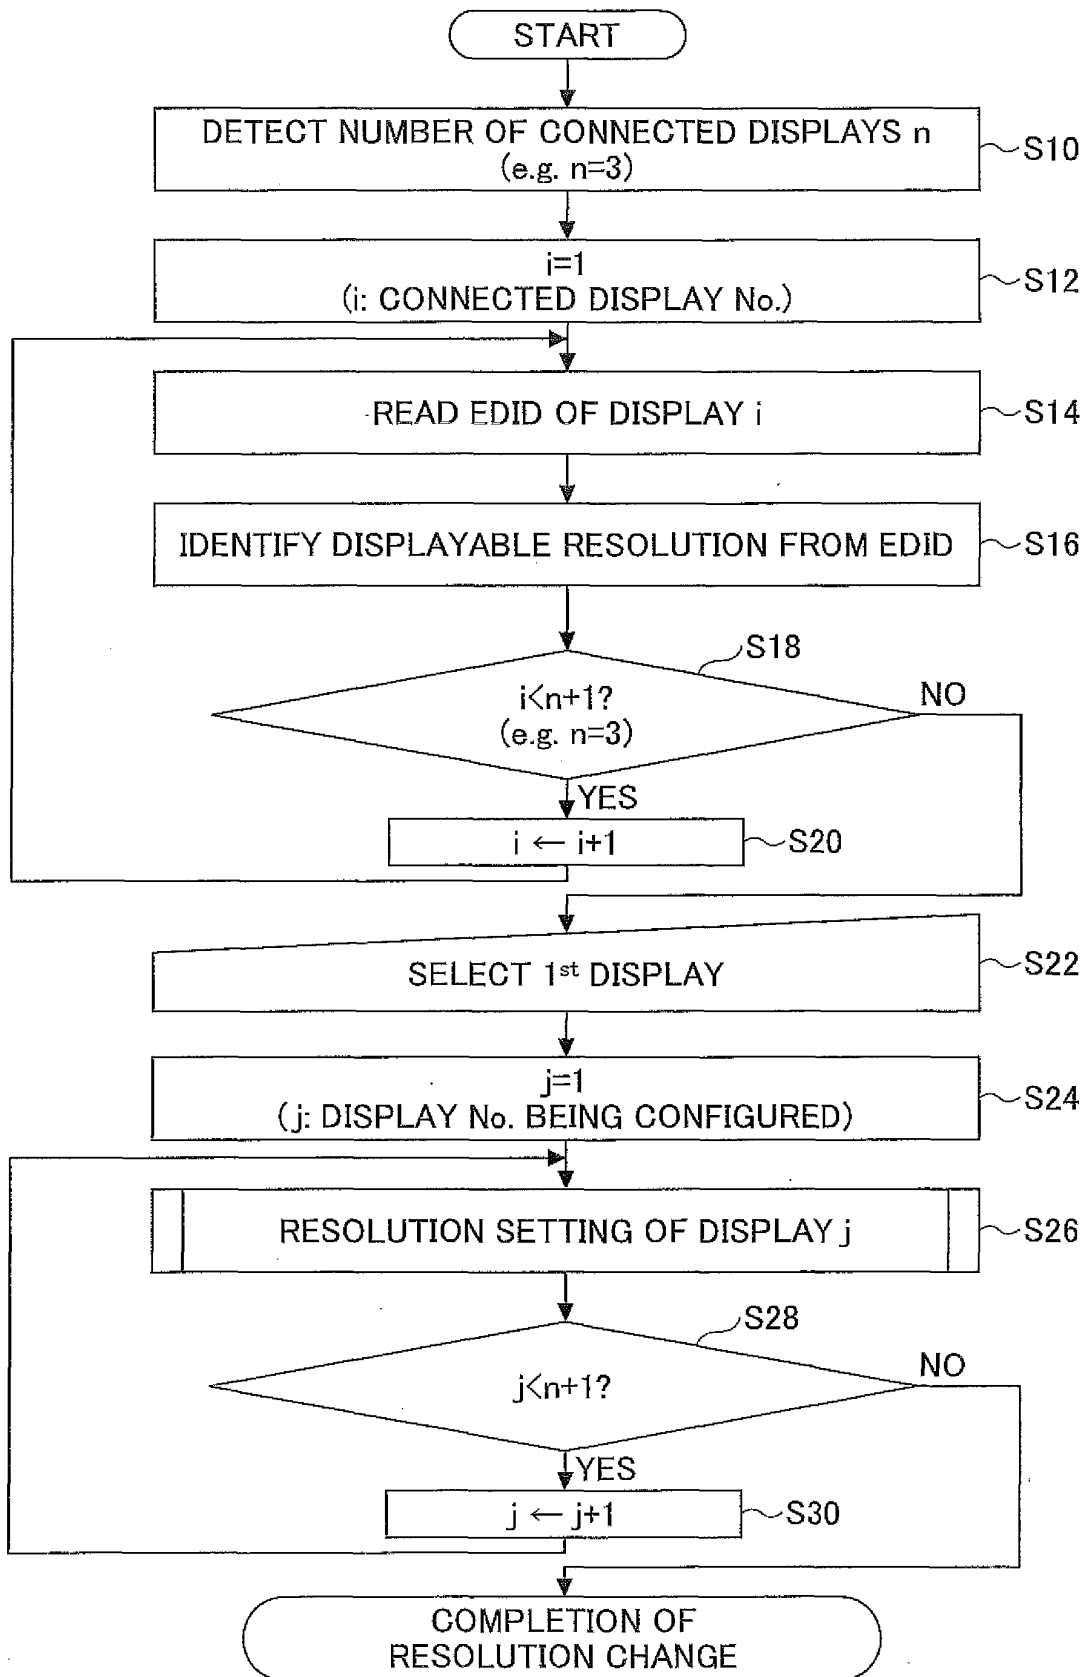 START
DETECT NUMBER OF CONNECTED DISPLAYS n
(e.g. n=3)
S10
i=1
(i: CONNECTED DISPLAY No.)
S12
READ EDID OF DISPLAY i
S14
IDENTIFY DISPLAYABLE RESOLUTION FROM EDID
S16
S18
i<n+1?
(e.g. n=3)
NO
YES
i ← i+1
S20
SELECT 1st DISPLAY
S22
j=1
(j: DISPLAY No. BEING CONFIGURED)
S24
RESOLUTION SETTING OF DISPLAY j
S26
S28
j<n+1?
NO
YES
j ← j+1
S30
COMPLETION OF
RESOLUTION CHANGE